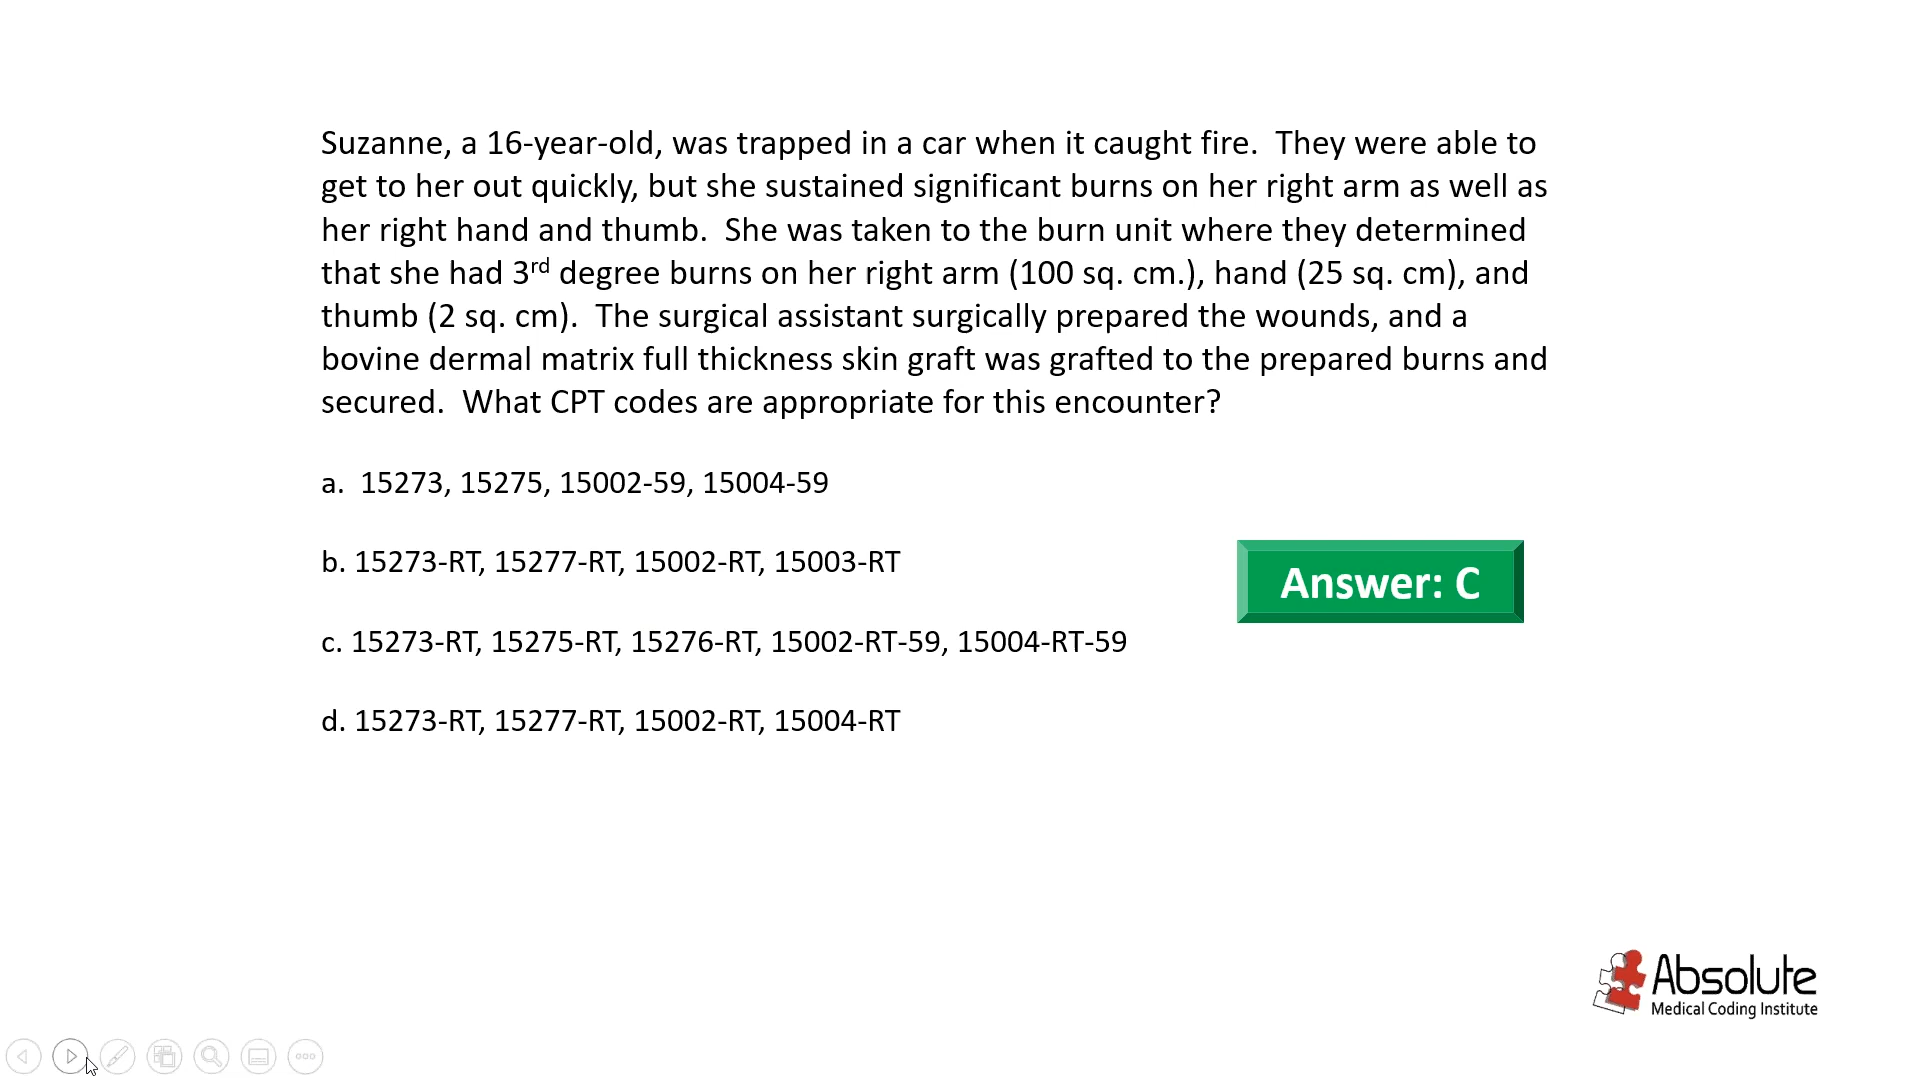 Suzanne, a 16-year-old, was trapped in a car when it caught fire.  They were able to
get to her out quickly, but she sustained significant burns on her right arm as well as
her right hand and thumb.  She was taken to the burn unit where they determined
that she had 3rd degree burns on her right arm (100 sq. cm.), hand (25 sq. cm), and
thumb (2 sq. cm).  The surgical assistant surgically prepared the wounds, and a
bovine dermal matrix full thickness skin graft was grafted to the prepared burns and
secured.  What CPT codes are appropriate for this encounter?
a.  15273, 15275, 15002-59, 15004-59
b. 15273-RT, 15277-RT, 15002-RT, 15003-RT
Answer: C
c. 15273-RT, 15275-RT, 15276-RT, 15002-RT-59, 15004-RT-59
d. 15273-RT, 15277-RT, 15002-RT, 15004-RT
Absolute
Medical Coding Institute